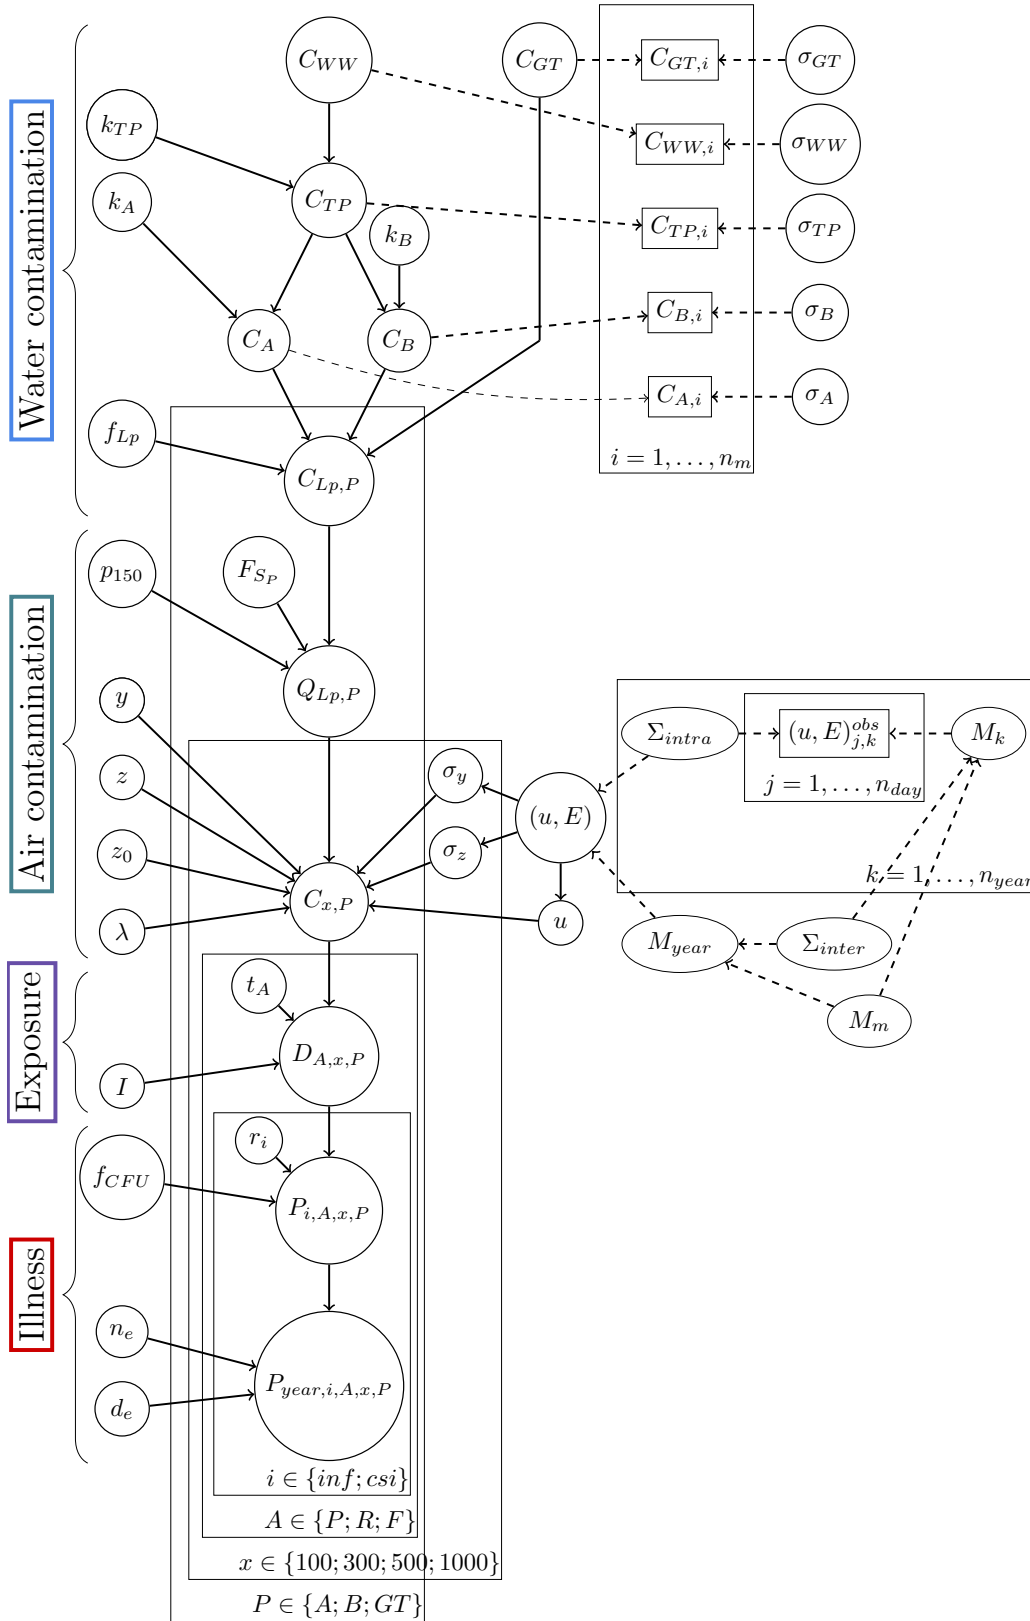 Water contamination
C_{WW}
C_{GT}
C_{GT,i}
σ_{GT}
k_{TP}
C_{WW,i}
σ_{WW}
k_A
C_{TP}
k_B
C_{TP,i}
σ_{TP}
C_A
C_B
C_{B,i}
σ_B
C_{A,i}
σ_A
f_{Lp}
C_{Lp,P}
i = 1, . . . , n_m
Air contamination
p_{150}
F_{S_P}
Q_{Lp,P}
y
Σ_{intra}
(u, E)^{obs}_{j,k}
M_k
z
σ_y
j = 1, . . . , n_{day}
(u, E)
z_0
σ_z
k = 1, . . . , n_{year}
C_{x,P}
λ
u
M_{year}
Σ_{inter}
Exposure
t_A
M_m
D_{A,x,P}
I
Illness
r_i
f_{CFU}
P_{i,A,x,P}
n_e
P_{year,i,A,x,P}
d_e
i ∈ {inf; csi}
A ∈ {P; R; F}
x ∈ {100; 300; 500; 1000}
P ∈ {A; B; GT}